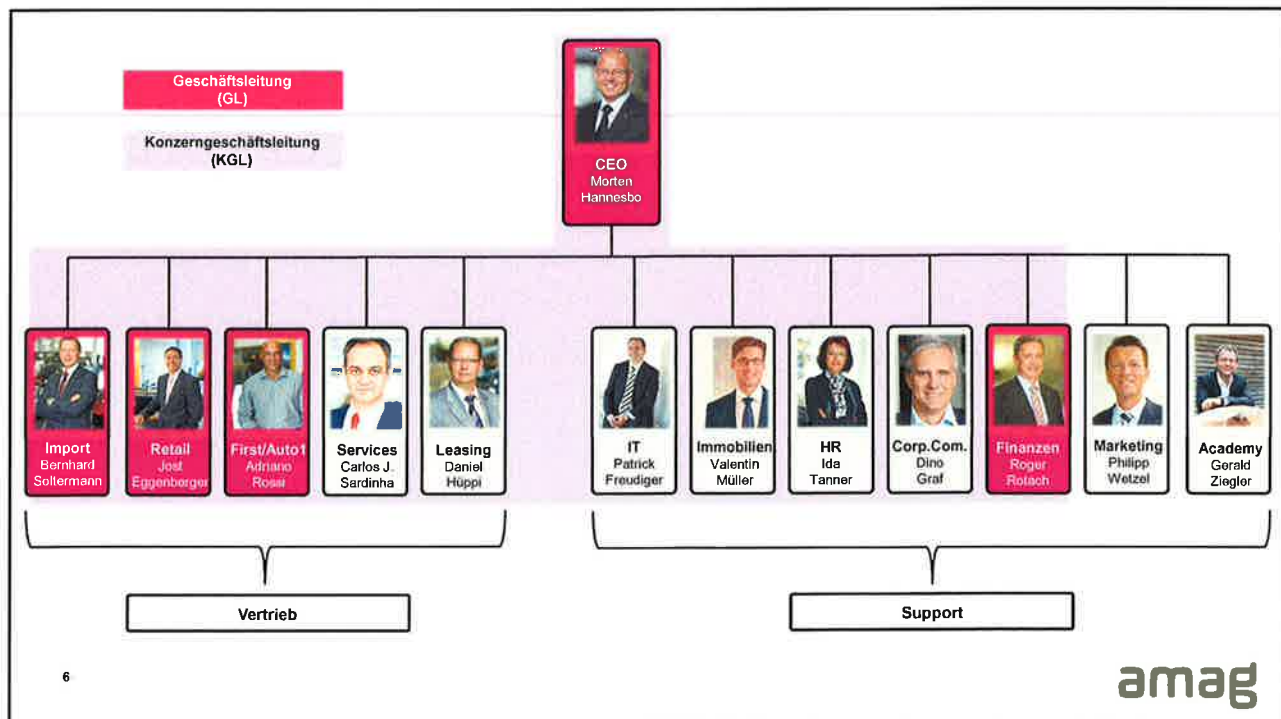 Geschäftsleitung
(GL)
Konzerngeschäftsleitung
(KGL)
CEO
Morten
Hannesbo
Import
Bernhard
Soltermann
Retail
Jost
Eggenberger
First/Auto1
Adriano
Rossi
Services
Carlos J.
Sardinha
Leasing
Daniel
Hüppi
IT
Patrick
Freudiger
Immobilien
Valentin
Müller
HR
Ida
Tanner
Corp.Com.
Dino
Graf
Finanzen
Roger
Rotach
Marketing
Philipp
Wetzel
Academy
Gerald
Ziegler
Vertrieb
Support
6
amag